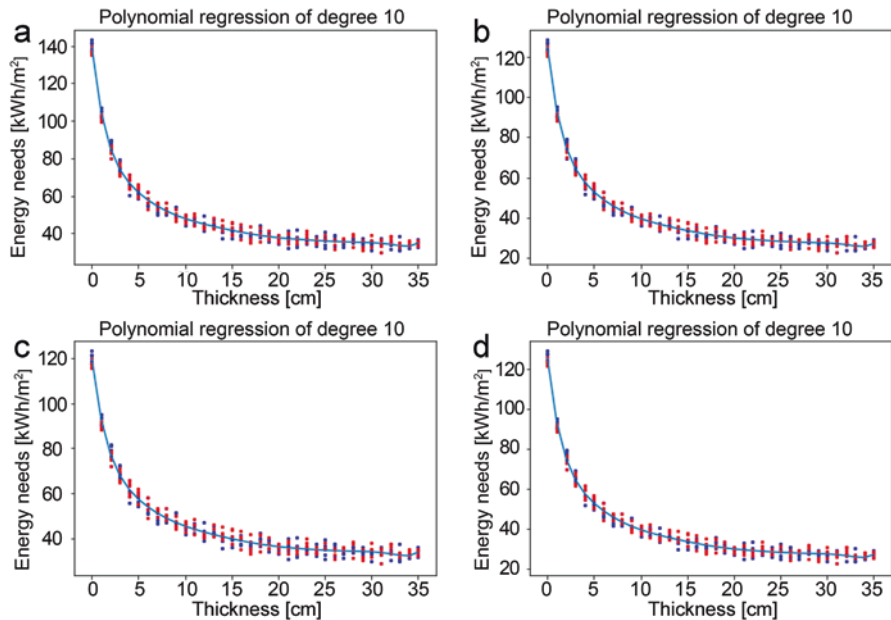 a
Polynomial regression of degree 10
Energy needs [kWh/m²]
140
120
100
80
60
40
0 5 10 15 20 25 30 35
Thickness [cm]
b
Polynomial regression of degree 10
Energy needs [kWh/m²]
120
100
80
60
40
20
0 5 10 15 20 25 30 35
Thickness [cm]
c
Polynomial regression of degree 10
Energy needs [kWh/m²]
120
100
80
60
40
0 5 10 15 20 25 30 35
Thickness [cm]
d
Polynomial regression of degree 10
Energy needs [kWh/m²]
120
100
80
60
40
20
0 5 10 15 20 25 30 35
Thickness [cm]